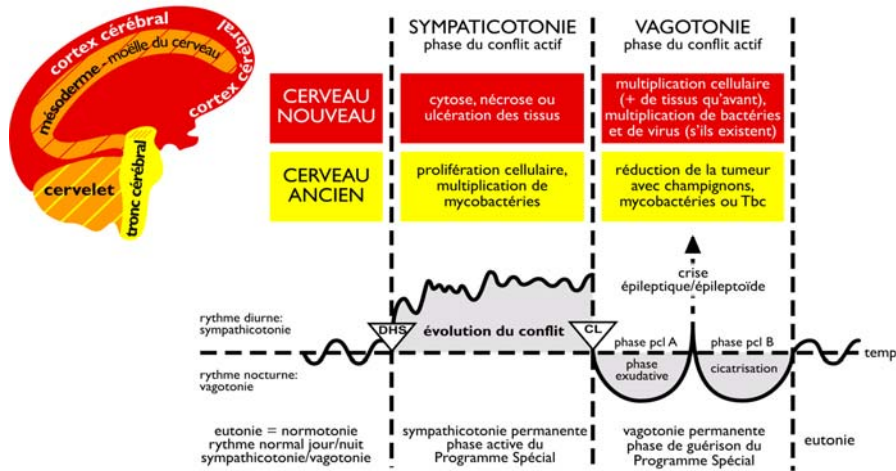 cortex cérébral
cortex cérébral
mésoderme - moëlle du cerveau
cervelet
tronc cérébral
SYMPATICOTONIE
phase du conflit actif
VAGOTONIE
phase du conflit actif
CERVEAU
NOUVEAU
cytose, nécrose ou
ulcération des tissus
multiplication cellulaire
(+ de tissus qu'avant),
multiplication de bactéries
et de virus (s'ils existent)
CERVEAU
ANCIEN
prolifération cellulaire,
multiplication de
mycobactéries
réduction de la tumeur
avec champignons,
mycobactéries ou Tbc
crise
épileptique/épileptoïde
rythme diurne:
sympathicotonie
DHS
évolution du conflit
CL
phase pcl A
phase pcl B
temp
rythme nocturne:
vagotonie
phase
exudative
cicatrisation
eutonie = normotonie
rythme normal jour/nuit
sympathicotonie/vagotonie
sympathicotonie permanente
phase active du
Programme Spécial
vagotonie permanente
phase de guérison du
Programme Spécial
eutonie